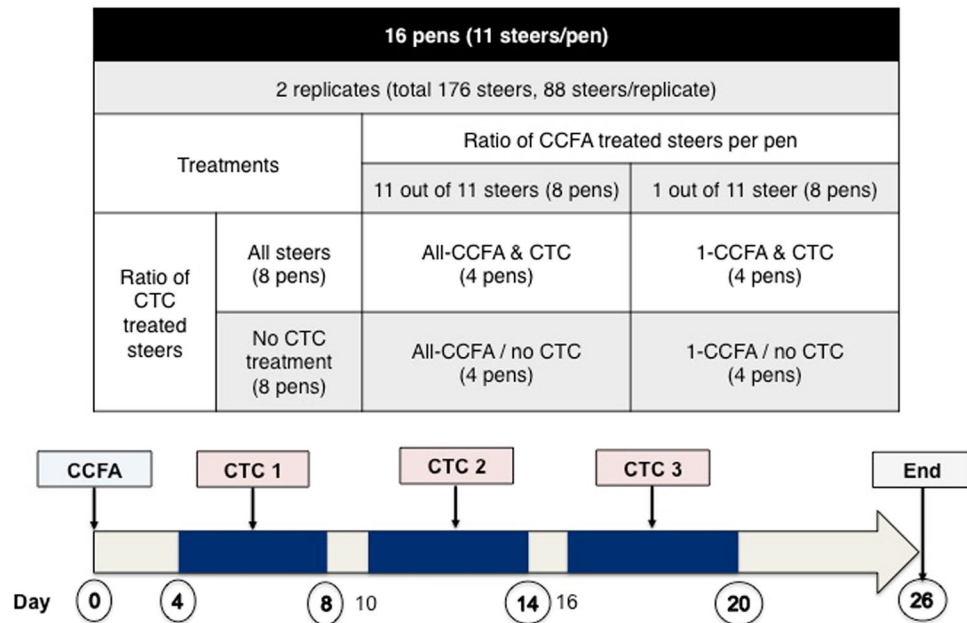 16 pens (11 steers/pen)
2 replicates (total 176 steers, 88 steers/replicate)
Treatments
Ratio of CCFA treated steers per pen
11 out of 11 steers (8 pens)
1 out of 11 steer (8 pens)
Ratio of
CTC
treated
steers
All steers
(8 pens)
All-CCFA & CTC
(4 pens)
1-CCFA & CTC
(4 pens)
No CTC
treatment
(8 pens)
All-CCFA / no CTC
(4 pens)
1-CCFA / no CTC
(4 pens)
CCFA
CTC 1
CTC 2
CTC 3
End
Day 0 4 8 10 14 16 20 26